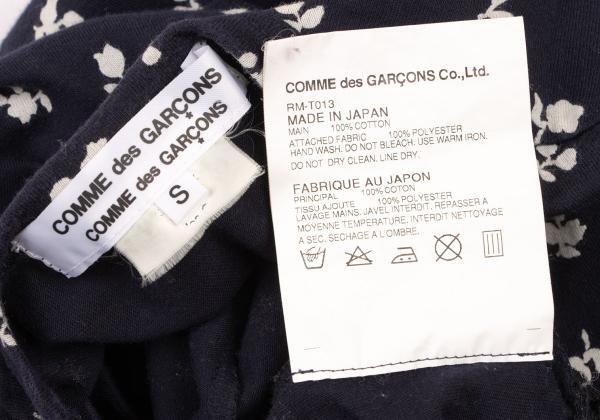 COMME des GARÇONS
COMME des GARÇONS
S
COMME des GARÇONS Co.,Ltd.
RM-T013
MADE IN JAPAN
MAIN 100%COTTON
ATTACHED FABRIC 100%POLYESTER
HAND WASH. DO NOT BLEACH. USE WARM IRON.
DO NOT DRY CLEAN. LINE DRY.
FABRIQUE AU JAPON
PRINCIPAL 100%COTON
TISSU AJOUTE 100%POLYESTER
LAVAGE MAINS. JAVEL INTERDIT. REPASSER A
MOYENNE TEMPERATURE, INTERDIT NETTOYAGE
A SEC. SECHAGE A L'OMBRE.